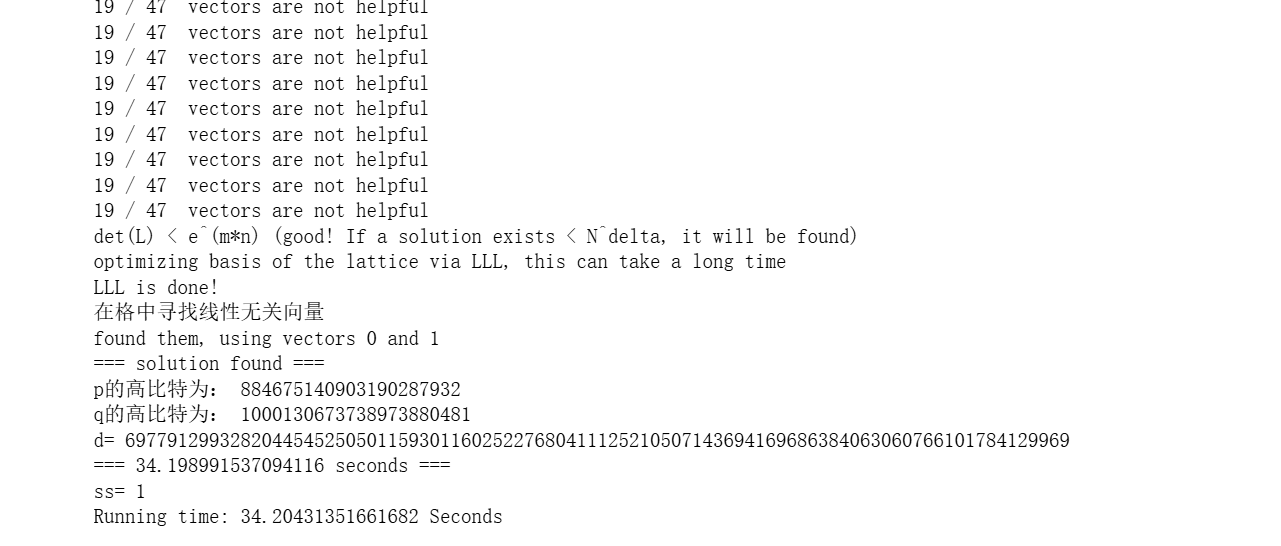 19 / 47  vectors are not helpful
19 / 47  vectors are not helpful
19 / 47  vectors are not helpful
19 / 47  vectors are not helpful
19 / 47  vectors are not helpful
19 / 47  vectors are not helpful
19 / 47  vectors are not helpful
19 / 47  vectors are not helpful
19 / 47  vectors are not helpful
det(L) < e^(m*n) (good! If a solution exists < N^delta, it will be found)
optimizing basis of the lattice via LLL, this can take a long time
LLL is done!
在格中寻找线性无关向量
found them, using vectors 0 and 1
=== solution found ===
p的高比特为： 884675140903190287932
q的高比特为： 1000130673738973880481
d= 697791299328204454525050115930116025227680411125210507143694169686384063060766101784129969
=== 34.198991537094116 seconds ===
ss= 1
Running time: 34.20431351661682 Seconds